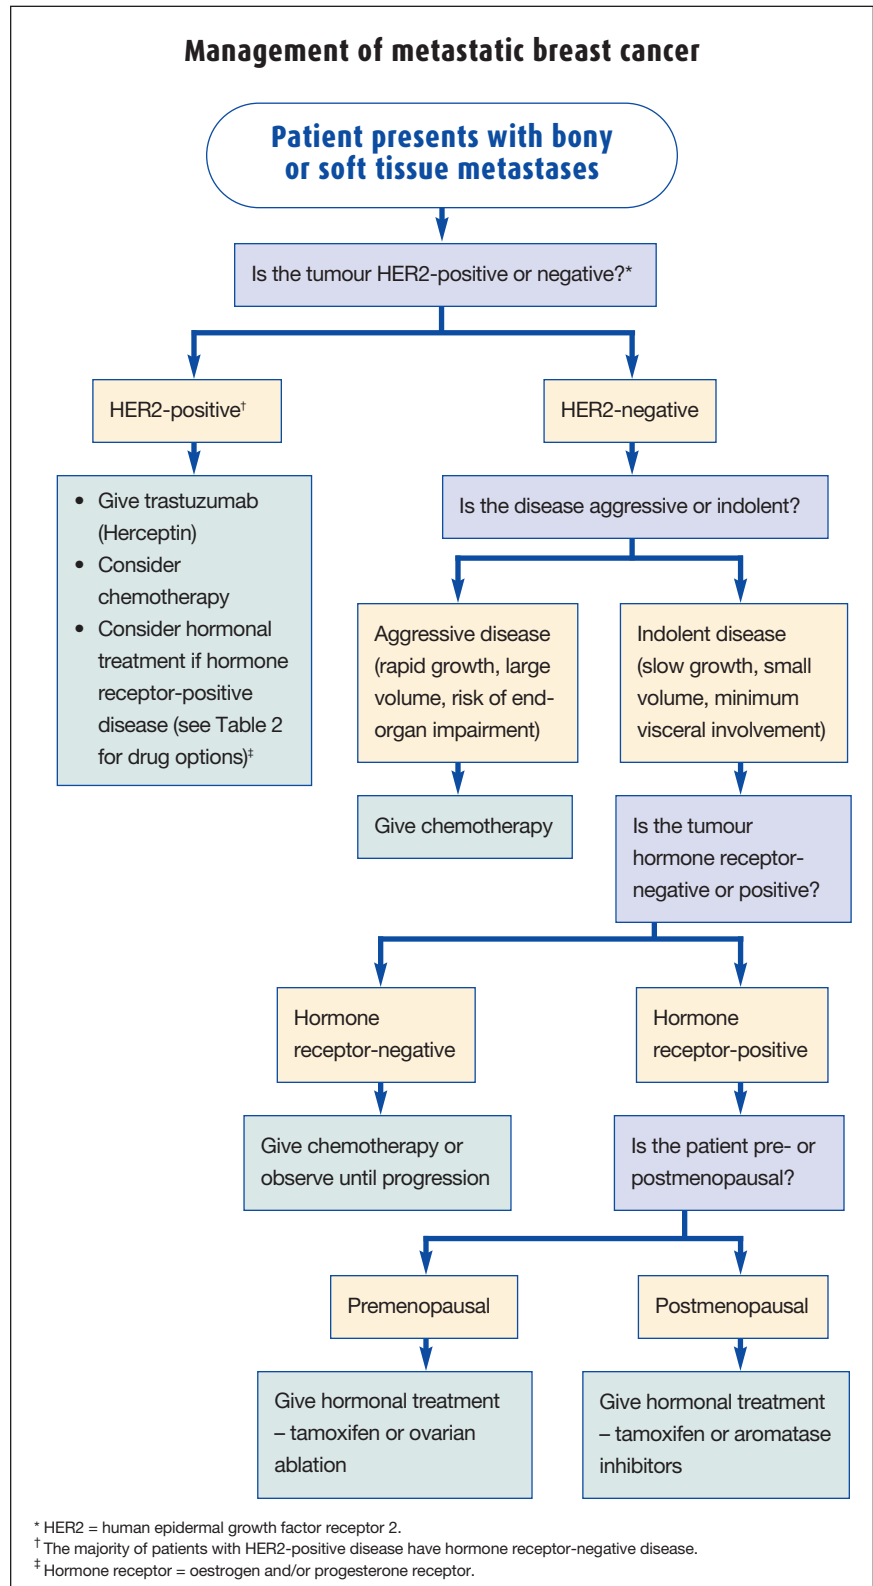 Management of metastatic breast cancer
Patient presents with bony
or soft tissue metastases
Is the tumour HER2-positive or negative?*
HER2-positive†
HER2-negative
• Give trastuzumab
(Herceptin)
• Consider
chemotherapy
• Consider hormonal
treatment if hormone
receptor-positive
disease (see Table 2
for drug options)‡
Is the disease aggressive or indolent?
Aggressive disease
(rapid growth, large
volume, risk of end-
organ impairment)
Indolent disease
(slow growth, small
volume, minimum
visceral involvement)
Give chemotherapy
Is the tumour
hormone receptor-
negative or positive?
Hormone
receptor-negative
Hormone
receptor-positive
Give chemotherapy or
observe until progression
Is the patient pre- or
postmenopausal?
Premenopausal
Postmenopausal
Give hormonal treatment
– tamoxifen or ovarian
ablation
Give hormonal treatment
– tamoxifen or aromatase
inhibitors
* HER2 = human epidermal growth factor receptor 2.
† The majority of patients with HER2-positive disease have hormone receptor-negative disease.
‡ Hormone receptor = oestrogen and/or progesterone receptor.